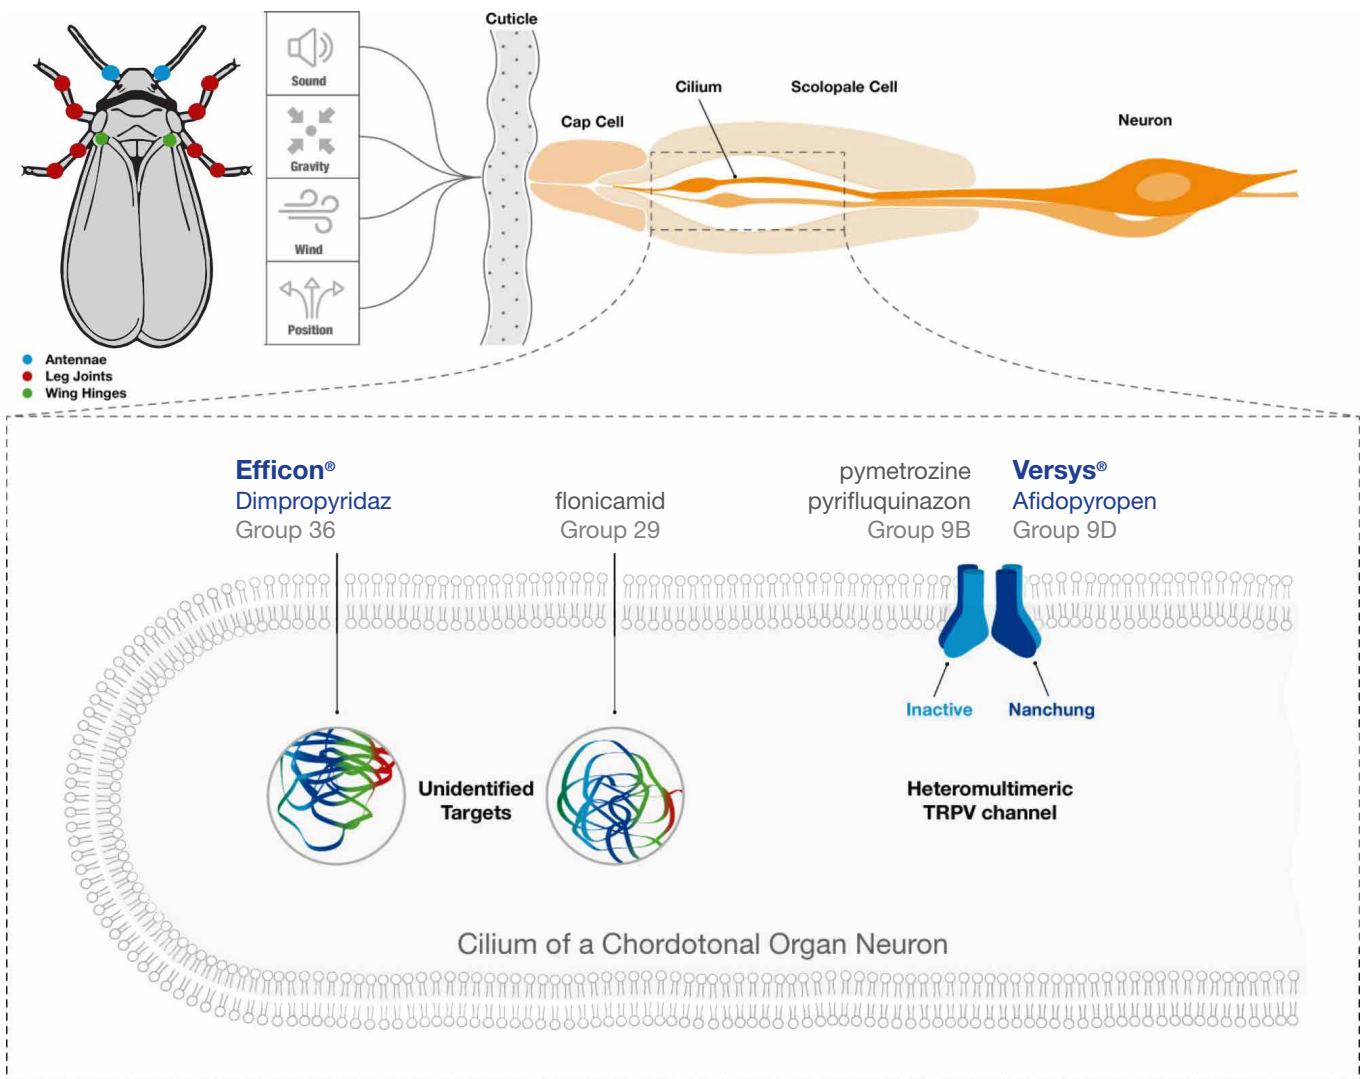 Cuticle
Sound
Gravity
Wind
Position
Cap Cell
Cilium
Scolopale Cell
Neuron
Antennae
Leg Joints
Wing Hinges
Efficon®
Dimpropyridaz
Group 36
flonicamid
Group 29
pymetrozine
pyrifluquinazon
Group 9B
Versys®
Afidopyropen
Group 9D
Inactive
Nanchung
Unidentified
Targets
Heteromultimeric
TRPV channel
Cilium of a Chordotonal Organ Neuron